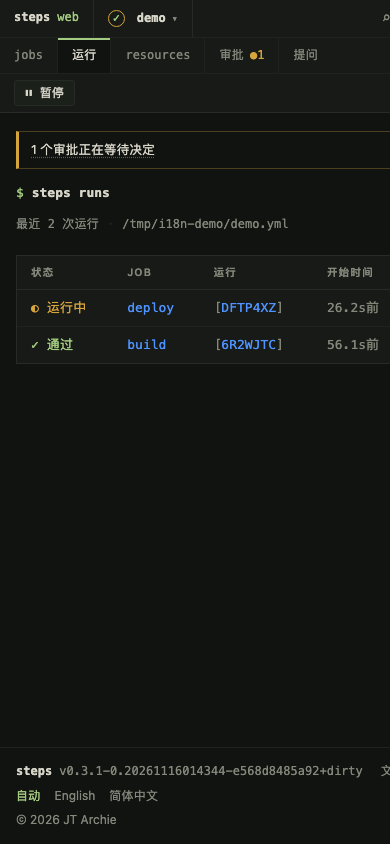 steps web ✓ demo ▾
jobs 运行 resources 审批 ●1 提问
⏸ 暂停
1 个审批正在等待决定
$ steps runs
最近 2 次运行 · /tmp/i18n-demo/demo.yml
状态 JOB 运行 开始时间
◐ 运行中 deploy [DFTP4XZ] 26.2s前
✓ 通过 build [6R2WJTC] 56.1s前
steps v0.3.1-0.20261116014344-e568d8485a92+dirty
自动 English 简体中文
© 2026 JT Archie